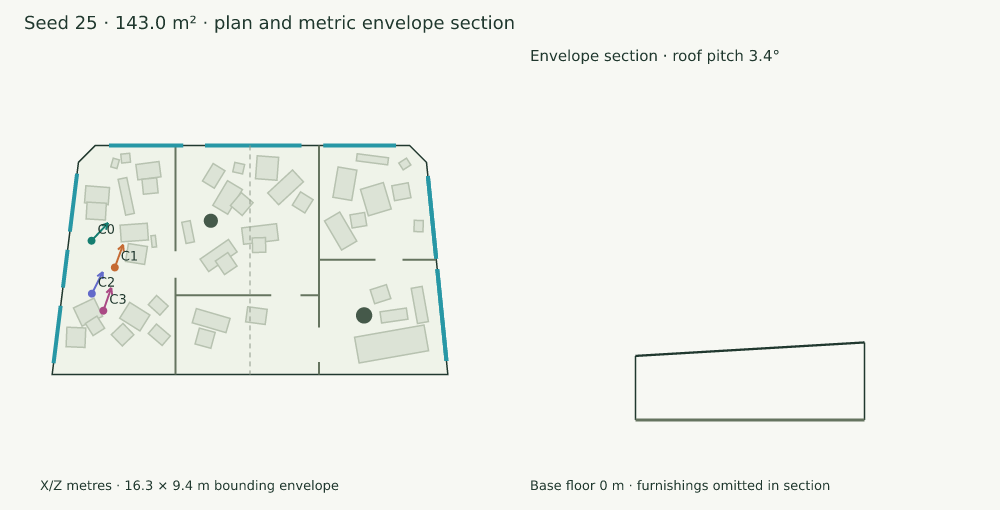 Seed 25 · 143.0 m² · plan and metric envelope section
Envelope section · roof pitch 3.4°
C0
C1
C2
C3
X/Z metres · 16.3 × 9.4 m bounding envelope
Base floor 0 m · furnishings omitted in section